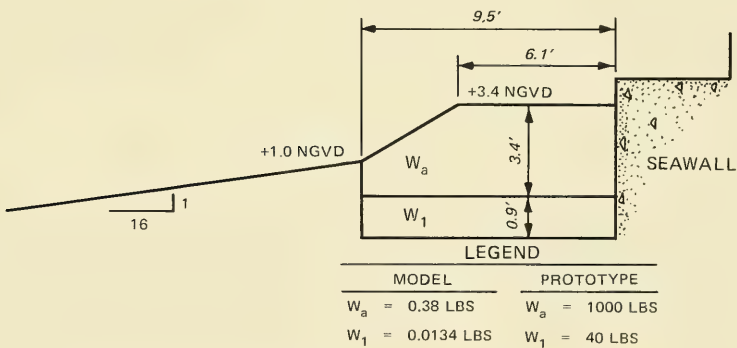 9.5'
6.1'
+3.4 NGVD
+1.0 NGVD
Wa
3.4'
SEAWALL
1
16
W1
0.9'
LEGEND
MODEL PROTOTYPE
Wa = 0.38 LBS Wa = 1000 LBS
W1 = 0.0134 LBS W1 = 40 LBS